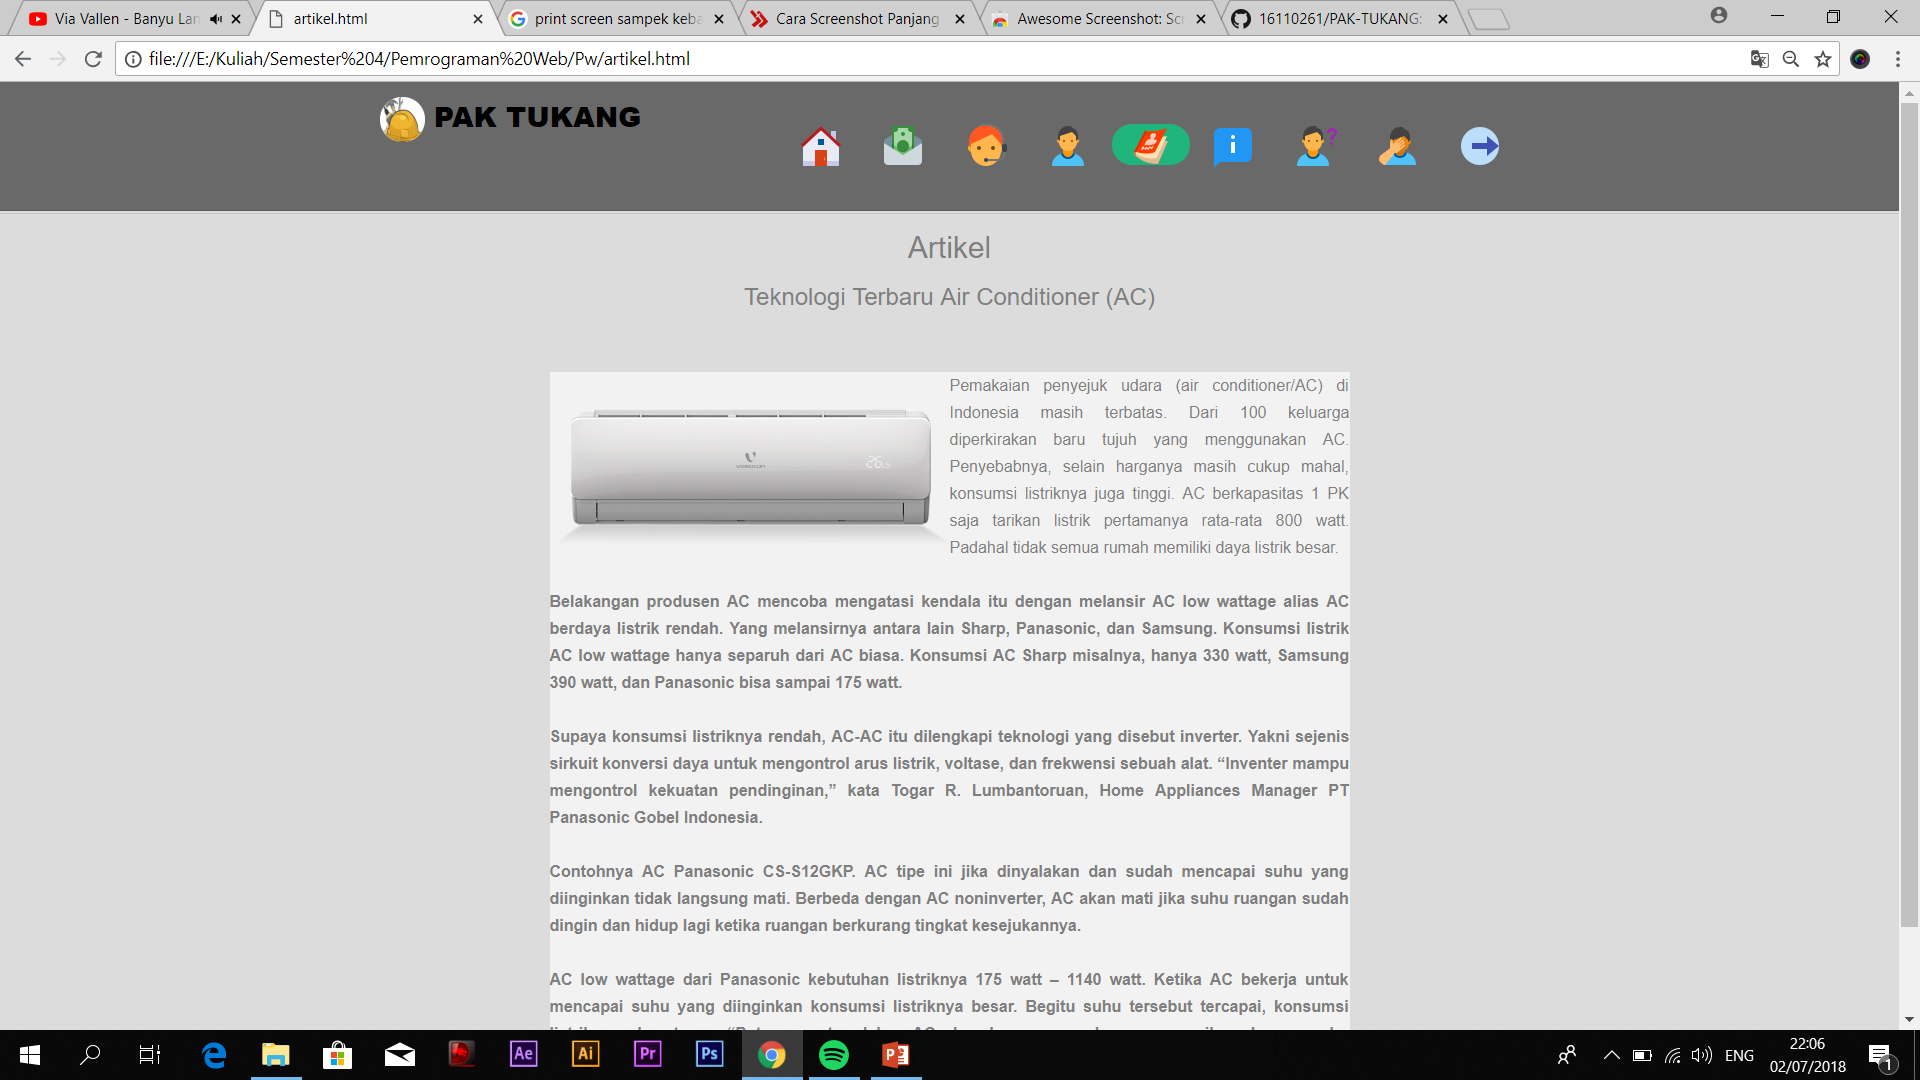 Via Vallen - Banyu Lan
artikel.html
print screen sampek keba
Cara Screenshot Panjang
Awesome Screenshot: Scr
16110261/PAK-TUKANG:
file:///E:/Kuliah/Semester%204/Pemrograman%20Web/Pw/artikel.html
PAK TUKANG
Artikel
Teknologi Terbaru Air Conditioner (AC)
26.5
Pemakaian penyejuk udara (air conditioner/AC) di
Indonesia masih terbatas. Dari 100 keluarga
diperkirakan baru tujuh yang menggunakan AC.
Penyebabnya, selain harganya masih cukup mahal,
konsumsi listriknya juga tinggi. AC berkapasitas 1 PK
saja tarikan listrik pertamanya rata-rata 800 watt.
Padahal tidak semua rumah memiliki daya listrik besar.
Belakangan produsen AC mencoba mengatasi kendala itu dengan melansir AC low wattage alias AC
berdaya listrik rendah. Yang melansirnya antara lain Sharp, Panasonic, dan Samsung. Konsumsi listrik
AC low wattage hanya separuh dari AC biasa. Konsumsi AC Sharp misalnya, hanya 330 watt, Samsung
390 watt, dan Panasonic bisa sampai 175 watt.
Supaya konsumsi listriknya rendah, AC-AC itu dilengkapi teknologi yang disebut inverter. Yakni sejenis
sirkuit konversi daya untuk mengontrol arus listrik, voltase, dan frekwensi sebuah alat. “Inventer mampu
mengontrol kekuatan pendinginan,” kata Togar R. Lumbantoruan, Home Appliances Manager PT
Panasonic Gobel Indonesia.
Contohnya AC Panasonic CS-S12GKP. AC tipe ini jika dinyalakan dan sudah mencapai suhu yang
diinginkan tidak langsung mati. Berbeda dengan AC noninverter, AC akan mati jika suhu ruangan sudah
dingin dan hidup lagi ketika ruangan berkurang tingkat kesejukannya.
AC low wattage dari Panasonic kebutuhan listriknya 175 watt – 1140 watt. Ketika AC bekerja untuk
mencapai suhu yang diinginkan konsumsi listriknya besar. Begitu suhu tersebut tercapai, konsumsi
Ae
Ai
Pr
Ps
ENG
22:06
02/07/2018
1